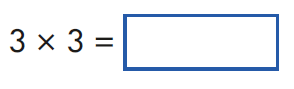 3 × 3 =